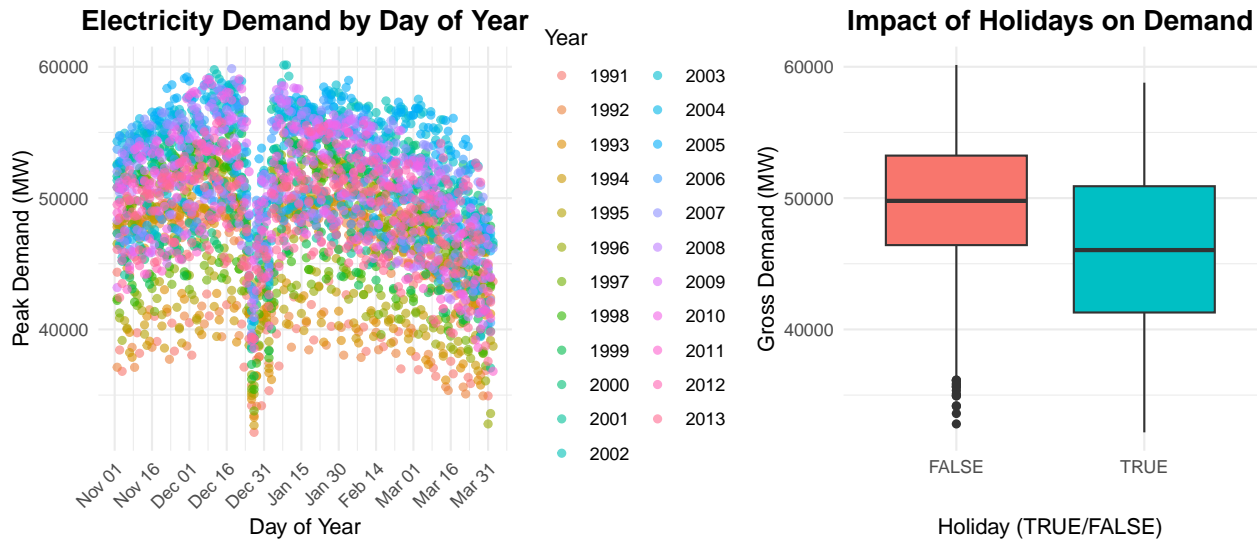 Electricity Demand by Day of Year
Peak Demand (MW)
60000
50000
40000
Nov 01
Nov 16
Dec 01
Dec 16
Dec 31
Jan 15
Jan 30
Feb 14
Mar 01
Mar 16
Mar 31
Day of Year
Year
1991
1992
1993
1994
1995
1996
1997
1998
1999
2000
2001
2002
2003
2004
2005
2006
2007
2008
2009
2010
2011
2012
2013
Impact of Holidays on Demand
Gross Demand (MW)
60000
50000
40000
FALSE
TRUE
Holiday (TRUE/FALSE)